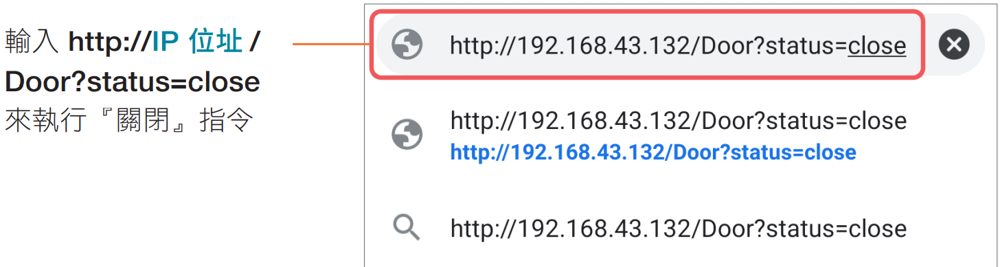 輸入 http://IP 位址 /
Door?status=close
來執行『關閉』指令
http://192.168.43.132/Door?status=close
http://192.168.43.132/Door?status=close
http://192.168.43.132/Door?status=close
http://192.168.43.132/Door?status=close